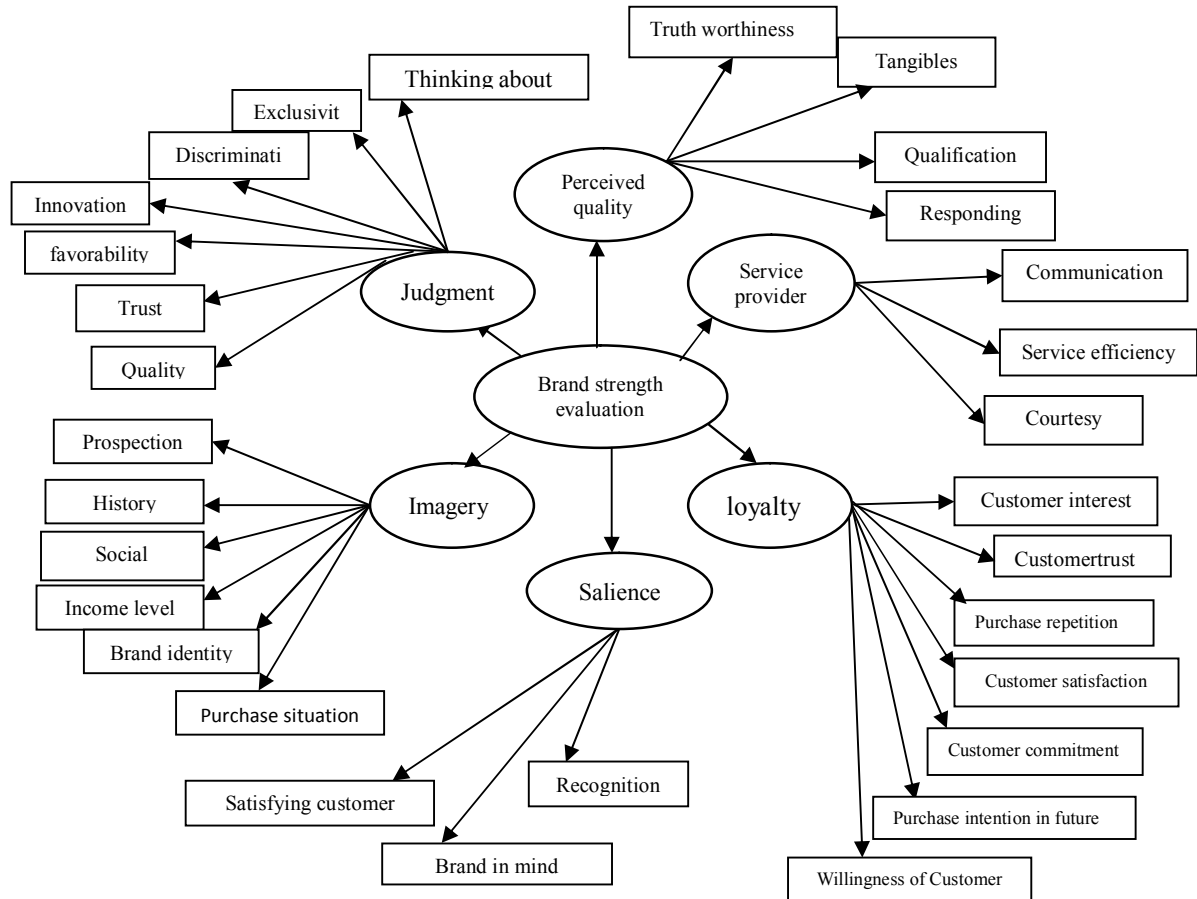 Truth worthiness
Tangibles
Thinking about
Exclusivit
Discriminati
Qualification
Perceived
quality
Innovation
Responding
favorability
Service
provider
Communication
Judgment
Trust
Service efficiency
Quality
Brand strength
evaluation
Courtesy
Prospection
Customer interest
History
Imagery
loyalty
Social
Customertrust
Income level
Salience
Purchase repetition
Brand identity
Customer satisfaction
Purchase situation
Customer commitment
Recognition
Satisfying customer
Purchase intention in future
Brand in mind
Willingness of Customer